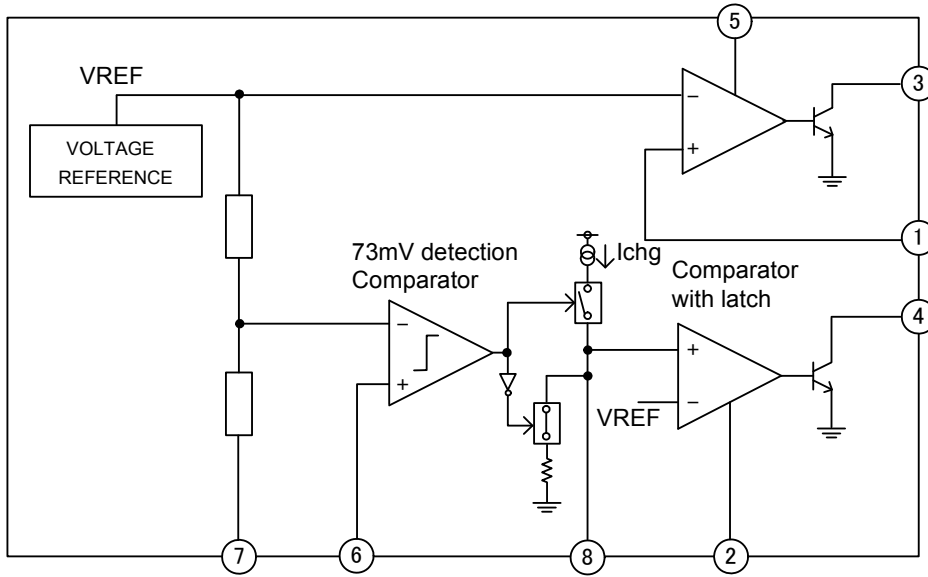 5
VREF
3
VOLTAGE
REFERENCE
−
+
1
73mV detection
Comparator
Ichg
Comparator
with latch
4
−
+
+
−
VREF
7
6
8
2